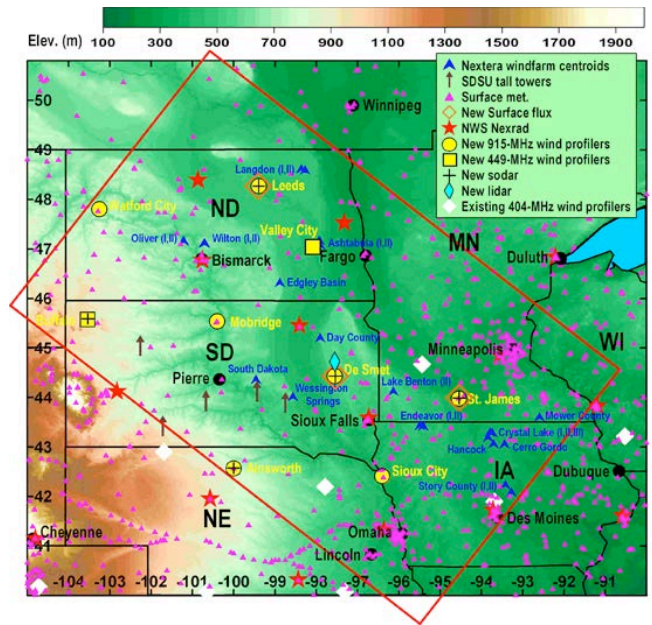 Elev. (m)
100 300 500 700 900 1100 1300 1500 1700 1900
Nextera windfarm centroids
SDSU tall towers
Surface met.
New Surface flux
NWS Nexrad
New 915-MHz wind profilers
New 449-MHz wind profilers
New sodar
New lidar
Existing 404-MHz wind profilers
50
Winnipeg
49
Langdon (I,II)
Leeds
48
Watford City
ND
Valley City
MN
47
Oliver (I,II)
Wilton (I,II)
Ashtabula (I,II)
Bismarck
Fargo
Duluth
Edgley Basin
46
Mobridge
WI
Day County
45
SD
Minneapolis
South Dakota
De Smet
Pierre
Lake Benton (II)
44
Wessington
Springs
St. James
Sioux Falls
Endeavor (I,II)
Mower County
43
Crystal Lake (I,II,III)
Hancock
Cerro Gordo
Ainsworth
Sioux City
IA
Dubuque
42
Story County (I,II)
NE
Des Moines
41
Cheyenne
Omaha
Lincoln
-104 -103 -102 -101 -100 -99 -98 -97 -96 -95 -94 -93 -92 -91